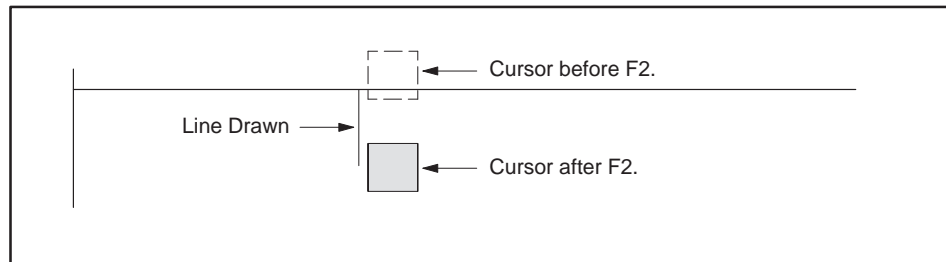 Cursor before F2.
Line Drawn
Cursor after F2.